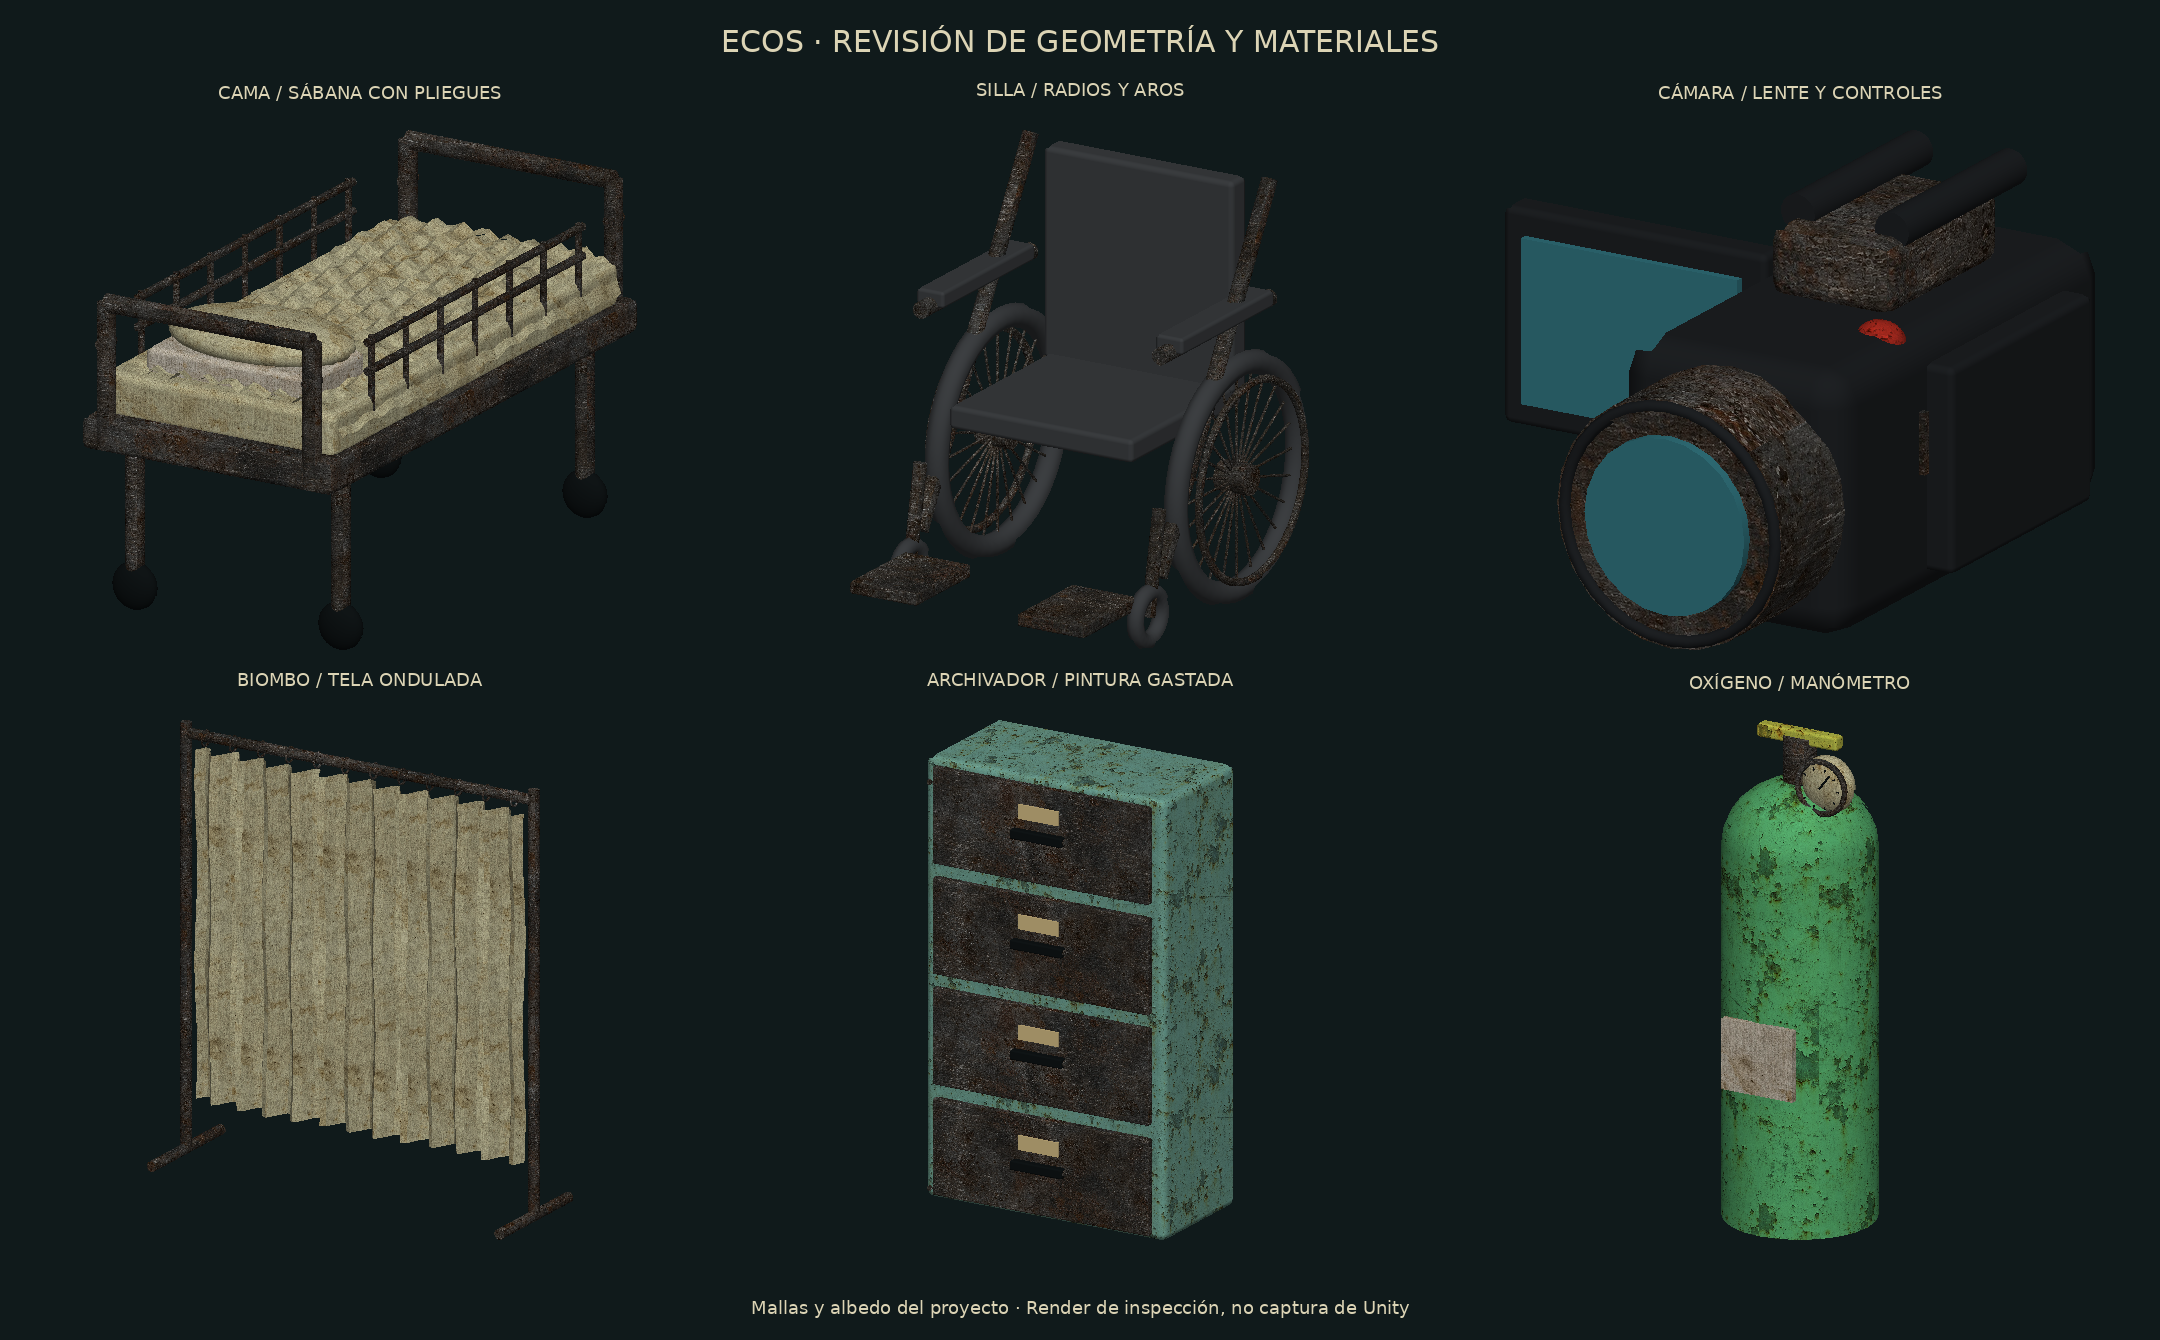 ECOS · REVISIÓN DE GEOMETRÍA Y MATERIALES
CAMA / SÁBANA CON PLIEGUES
SILLA / RADIOS Y AROS
CÁMARA / LENTE Y CONTROLES
BIOMBO / TELA ONDULADA
ARCHIVADOR / PINTURA GASTADA
OXÍGENO / MANÓMETRO
Mallas y albedo del proyecto · Render de inspección, no captura de Unity